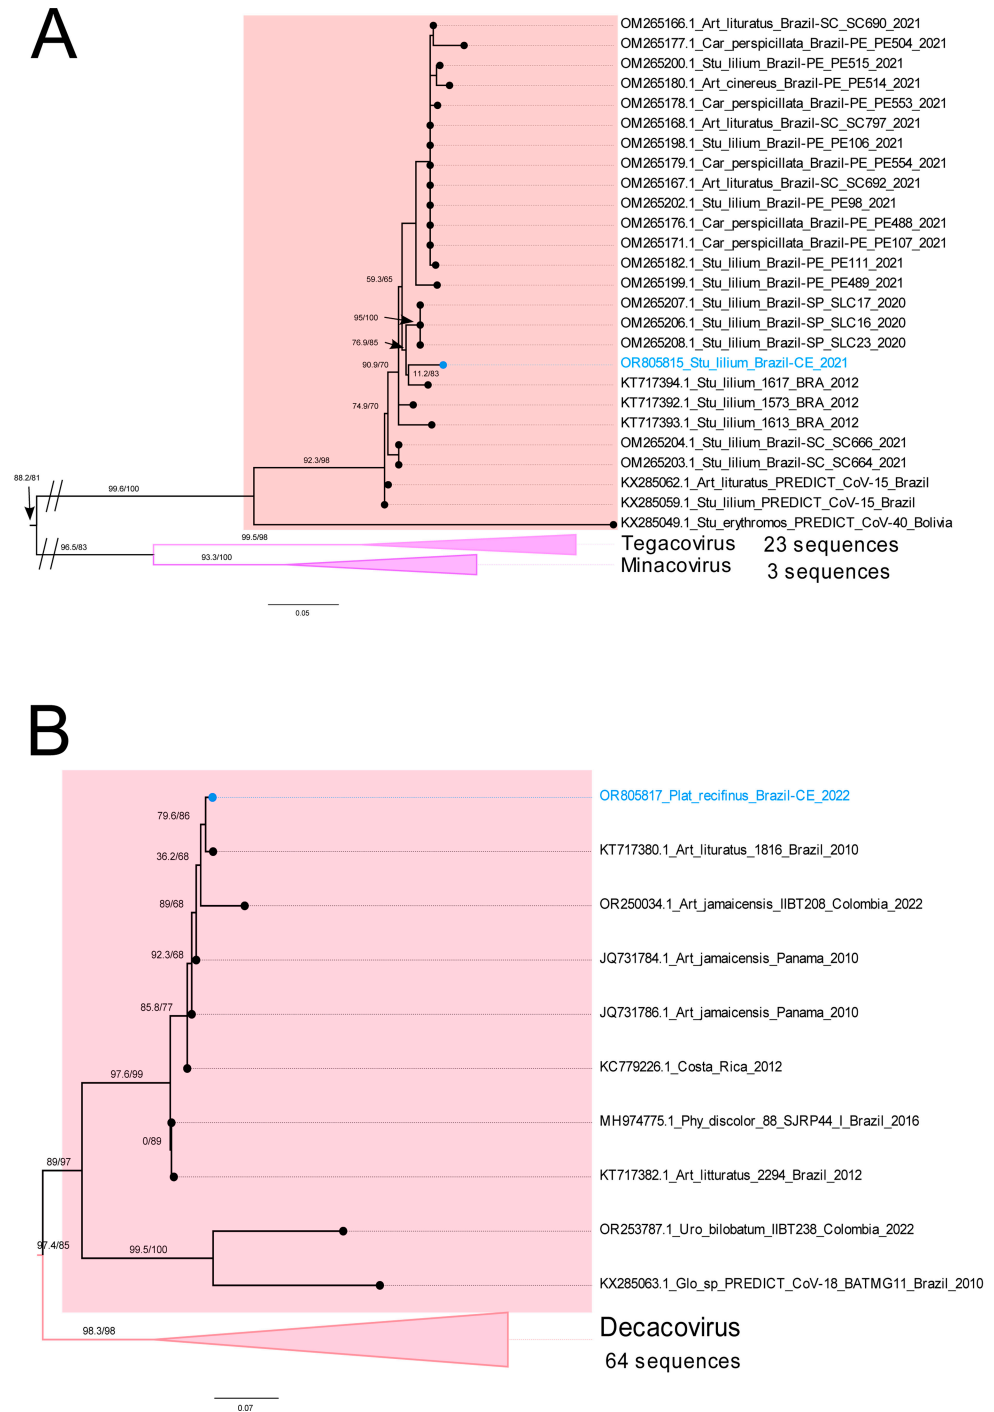 A
OM265166.1_Art_lituratus_Brazil-SC_SC690_2021
OM265177.1_Car_perspicillata_Brazil-PE_PE504_2021
OM265200.1_Stu_lilium_Brazil-PE_PE515_2021
OM265180.1_Art_cinereus_Brazil-PE_PE514_2021
OM265178.1_Car_perspicillata_Brazil-PE_PE553_2021
OM265168.1_Art_lituratus_Brazil-SC_SC797_2021
OM265198.1_Stu_lilium_Brazil-PE_PE106_2021
OM265179.1_Car_perspicillata_Brazil-PE_PE554_2021
OM265167.1_Art_lituratus_Brazil-SC_SC692_2021
OM265202.1_Stu_lilium_Brazil-PE_PE98_2021
OM265176.1_Car_perspicillata_Brazil-PE_PE488_2021
OM265171.1_Car_perspicillata_Brazil-PE_PE107_2021
OM265182.1_Stu_lilium_Brazil-PE_PE111_2021
59.3/65
OM265199.1_Stu_lilium_Brazil-PE_PE489_2021
OM265207.1_Stu_lilium_Brazil-SP_SLC17_2020
95/100
OM265206.1_Stu_lilium_Brazil-SP_SLC16_2020
76.9/85
OM265208.1_Stu_lilium_Brazil-SP_SLC23_2020
90.9/70
OR805815_Stu_lilium_Brazil-CE_2021
11.2/83
KT717394.1_Stu_lilium_1617_BRA_2012
74.9/70
KT717392.1_Stu_lilium_1573_BRA_2012
KT717393.1_Stu_lilium_1613_BRA_2012
OM265204.1_Stu_lilium_Brazil-SC_SC666_2021
92.3/98
OM265203.1_Stu_lilium_Brazil-SC_SC664_2021
88.2/81
99.6/100
KX285062.1_Art_lituratus_PREDICT_CoV-15_Brazil
KX285059.1_Stu_lilium_PREDICT_CoV-15_Brazil
KX285049.1_Stu_erythromos_PREDICT_CoV-40_Bolivia
99.5/98
Tegacovirus 23 sequences
96.5/83
93.3/100
Minacovirus 3 sequences
0.05
B
OR805817_Plat_recifinus_Brazil-CE_2022
79.6/86
KT717380.1_Art_lituratus_1816_Brazil_2010
36.2/68
OR250034.1_Art_jamaicensis_IIBT208_Colombia_2022
89/68
JQ731784.1_Art_jamaicensis_Panama_2010
92.3/68
JQ731786.1_Art_jamaicensis_Panama_2010
85.8/77
KC779226.1_Costa_Rica_2012
97.6/99
MH974775.1_Phy_discolor_88_SJRP44_I_Brazil_2016
0/89
KT717382.1_Art_litturatus_2294_Brazil_2012
89/97
OR253787.1_Uro_bilobatum_IIBT238_Colombia_2022
97.4/85
99.5/100
KX285063.1_Glo_sp_PREDICT_CoV-18_BATMG11_Brazil_2010
98.3/98
Decacovirus
64 sequences
0.07